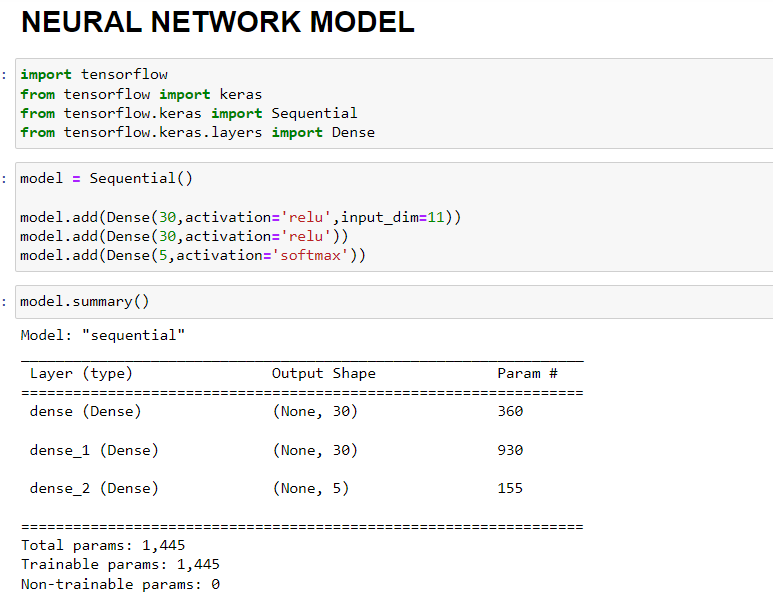 NEURAL NETWORK MODEL
: import tensorflow
from tensorflow import keras
from tensorflow.keras import Sequential
from tensorflow.keras.layers import Dense
: model = Sequential()
model.add(Dense(30,activation='relu',input_dim=11))
model.add(Dense(30,activation='relu'))
model.add(Dense(5,activation='softmax'))
: model.summary()
Model: "sequential"
_________________________________________________________________
Layer (type) Output Shape Param #
=================================================================
dense (Dense) (None, 30) 360
dense_1 (Dense) (None, 30) 930
dense_2 (Dense) (None, 5) 155
=================================================================
Total params: 1,445
Trainable params: 1,445
Non-trainable params: 0